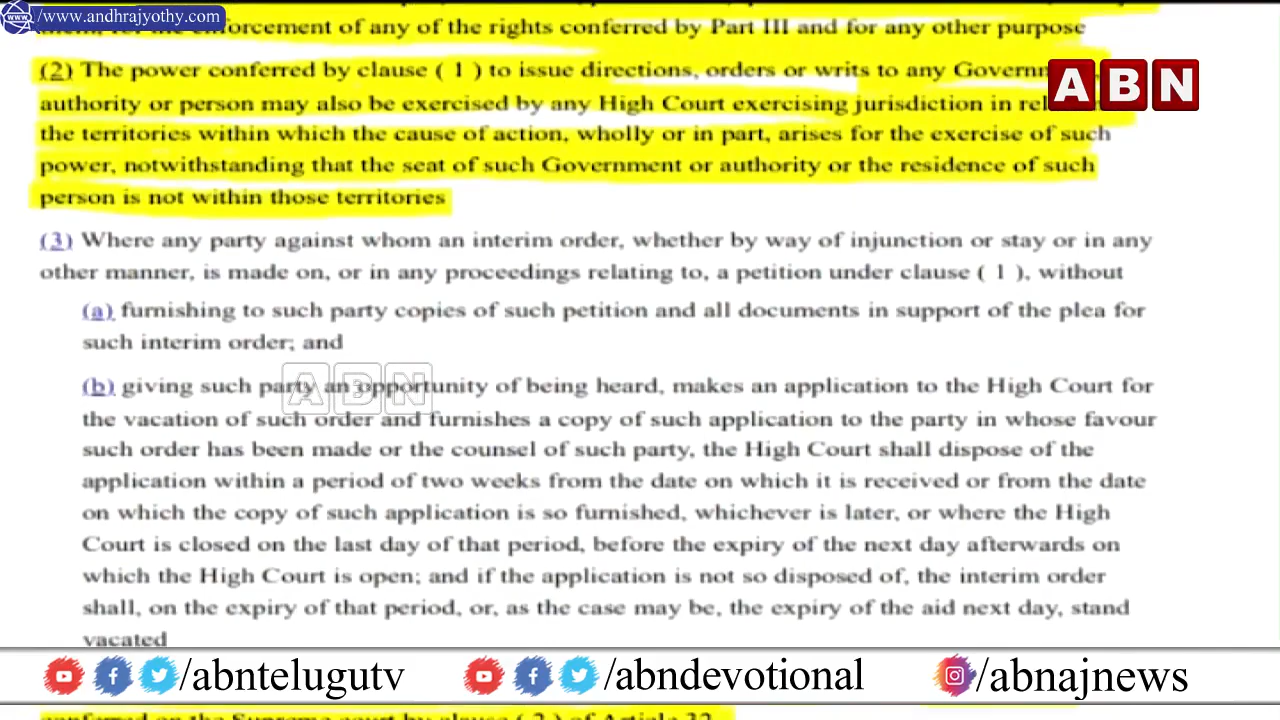 www.andhrajyothy.com
enforcement of any of the rights conferred by Part III and for any other purpose
(2) The power conferred by clause ( 1 ) to issue directions, orders or writs to any
ABN
authority or person may also be exercised by any High Court exercising jurisdiction in
the territories within which the cause of action, wholly or in part, arises for the exercise of such
power, notwithstanding that the seat of such Government or authority or the residence of such
person is not within those territories
(3) Where any party against whom an interim order, whether by way of injunction or stay or in any
other manner, is made on, or in any proceedings relating to, a petition under clause ( 1 ), without
(a) furnishing to such party copies of such petition and all documents in support of the plea for
such interim order; and
(b) giving such party an opportunity of being heard, makes an application to the High Court for
ABN
the vacation of such order and furnishes a copy of such application to the party in whose favour
such order has been made or the counsel of such party, the High Court shall dispose of the
application within a period of two weeks from the date on which it is received or from the date
on which the copy of such application is so furnished, whichever is later, or where the High
Court is closed on the last day of that period, before the expiry of the next day afterwards on
which the High Court is open; and if the application is not so disposed of, the interim order
shall, on the expiry of that period, or, as the case may be, the expiry of the aid next day, stand
vacated
/abntelugutv /abndevotional /abnajnews
conferred on the Supreme court by clause ( 2 ) of Article 32